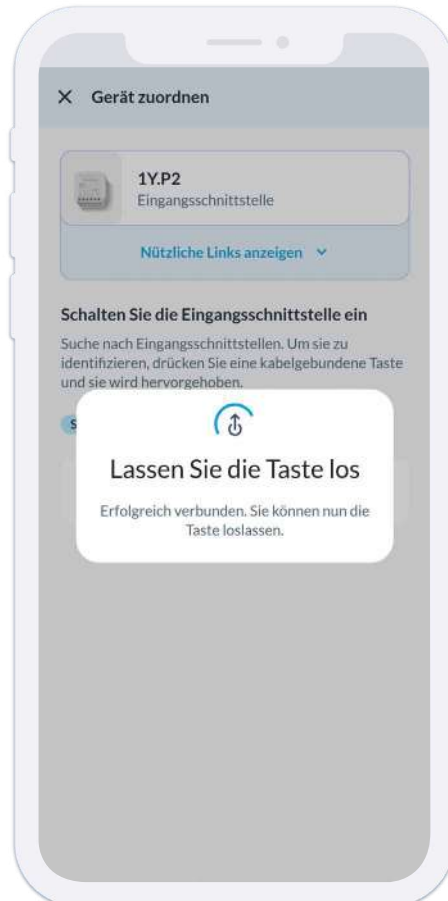 Gerät zuordnen
1Y.P2
Eingangsschnittstelle
Nützliche Links anzeigen
Schalten Sie die Eingangsschnittstelle ein
Suche nach Eingangsschnittstellen. Um sie zu
identifizieren, drücken Sie eine kabelgebundene Taste
und sie wird hervorgehoben.
Lassen Sie die Taste los
Erfolgreich verbunden. Sie können nun die
Taste loslassen.